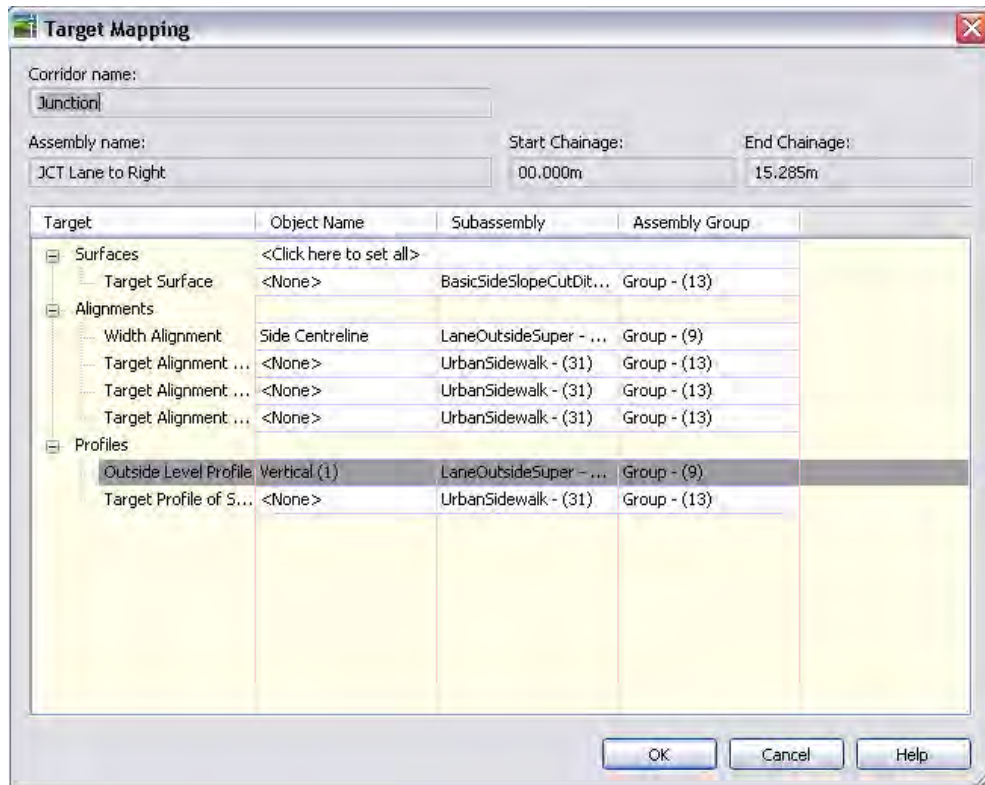 Target Mapping
Corridor name:
Junction
Assembly name: Start Chainage: End Chainage:
JCT Lane to Right 00.000m 15.285m
Target Object Name Subassembly Assembly Group
Surfaces <Click here to set all>
Target Surface <None> BasicSideSlopeCutDit... Group - (13)
Alignments
Width Alignment Side Centreline LaneOutsideSuper - ... Group - (9)
Target Alignment ... <None> UrbanSidewalk - (31) Group - (13)
Target Alignment ... <None> UrbanSidewalk - (31) Group - (13)
Target Alignment ... <None> UrbanSidewalk - (31) Group - (13)
Profiles
Outside Level Profile Vertical (1) LaneOutsideSuper - ... Group - (9)
Target Profile of S... <None> UrbanSidewalk - (31) Group - (13)
OK Cancel Help